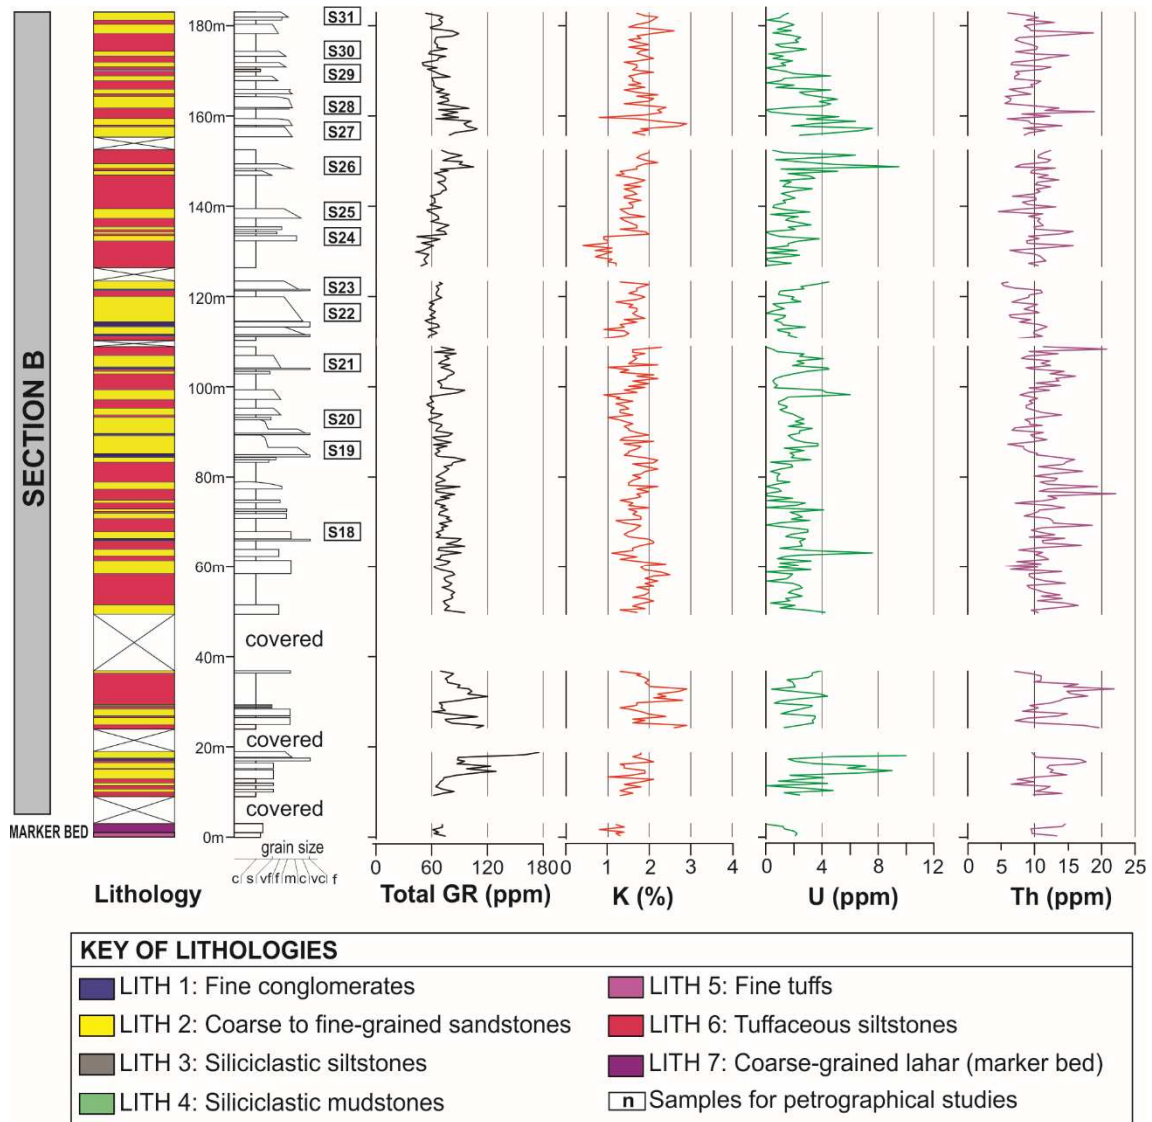 SECTION B
MARKER BED
180m
160m
140m
120m
100m
80m
60m
40m
20m
0m
S31
S30
S29
S28
S27
S26
S25
S24
S23
S22
S21
S20
S19
S18
covered
covered
covered
grain size
c s vf f m c vc f
0 60 120 180
0 1 2 3 4
0 4 8 12
0 5 10 15 20 25
Lithology
Total GR (ppm)
K (%)
U (ppm)
Th (ppm)
KEY OF LITHOLOGIES
LITH 1: Fine conglomerates
LITH 2: Coarse to fine-grained sandstones
LITH 3: Siliciclastic siltstones
LITH 4: Siliciclastic mudstones
LITH 5: Fine tuffs
LITH 6: Tuffaceous siltstones
LITH 7: Coarse-grained lahar (marker bed)
n Samples for petrographical studies